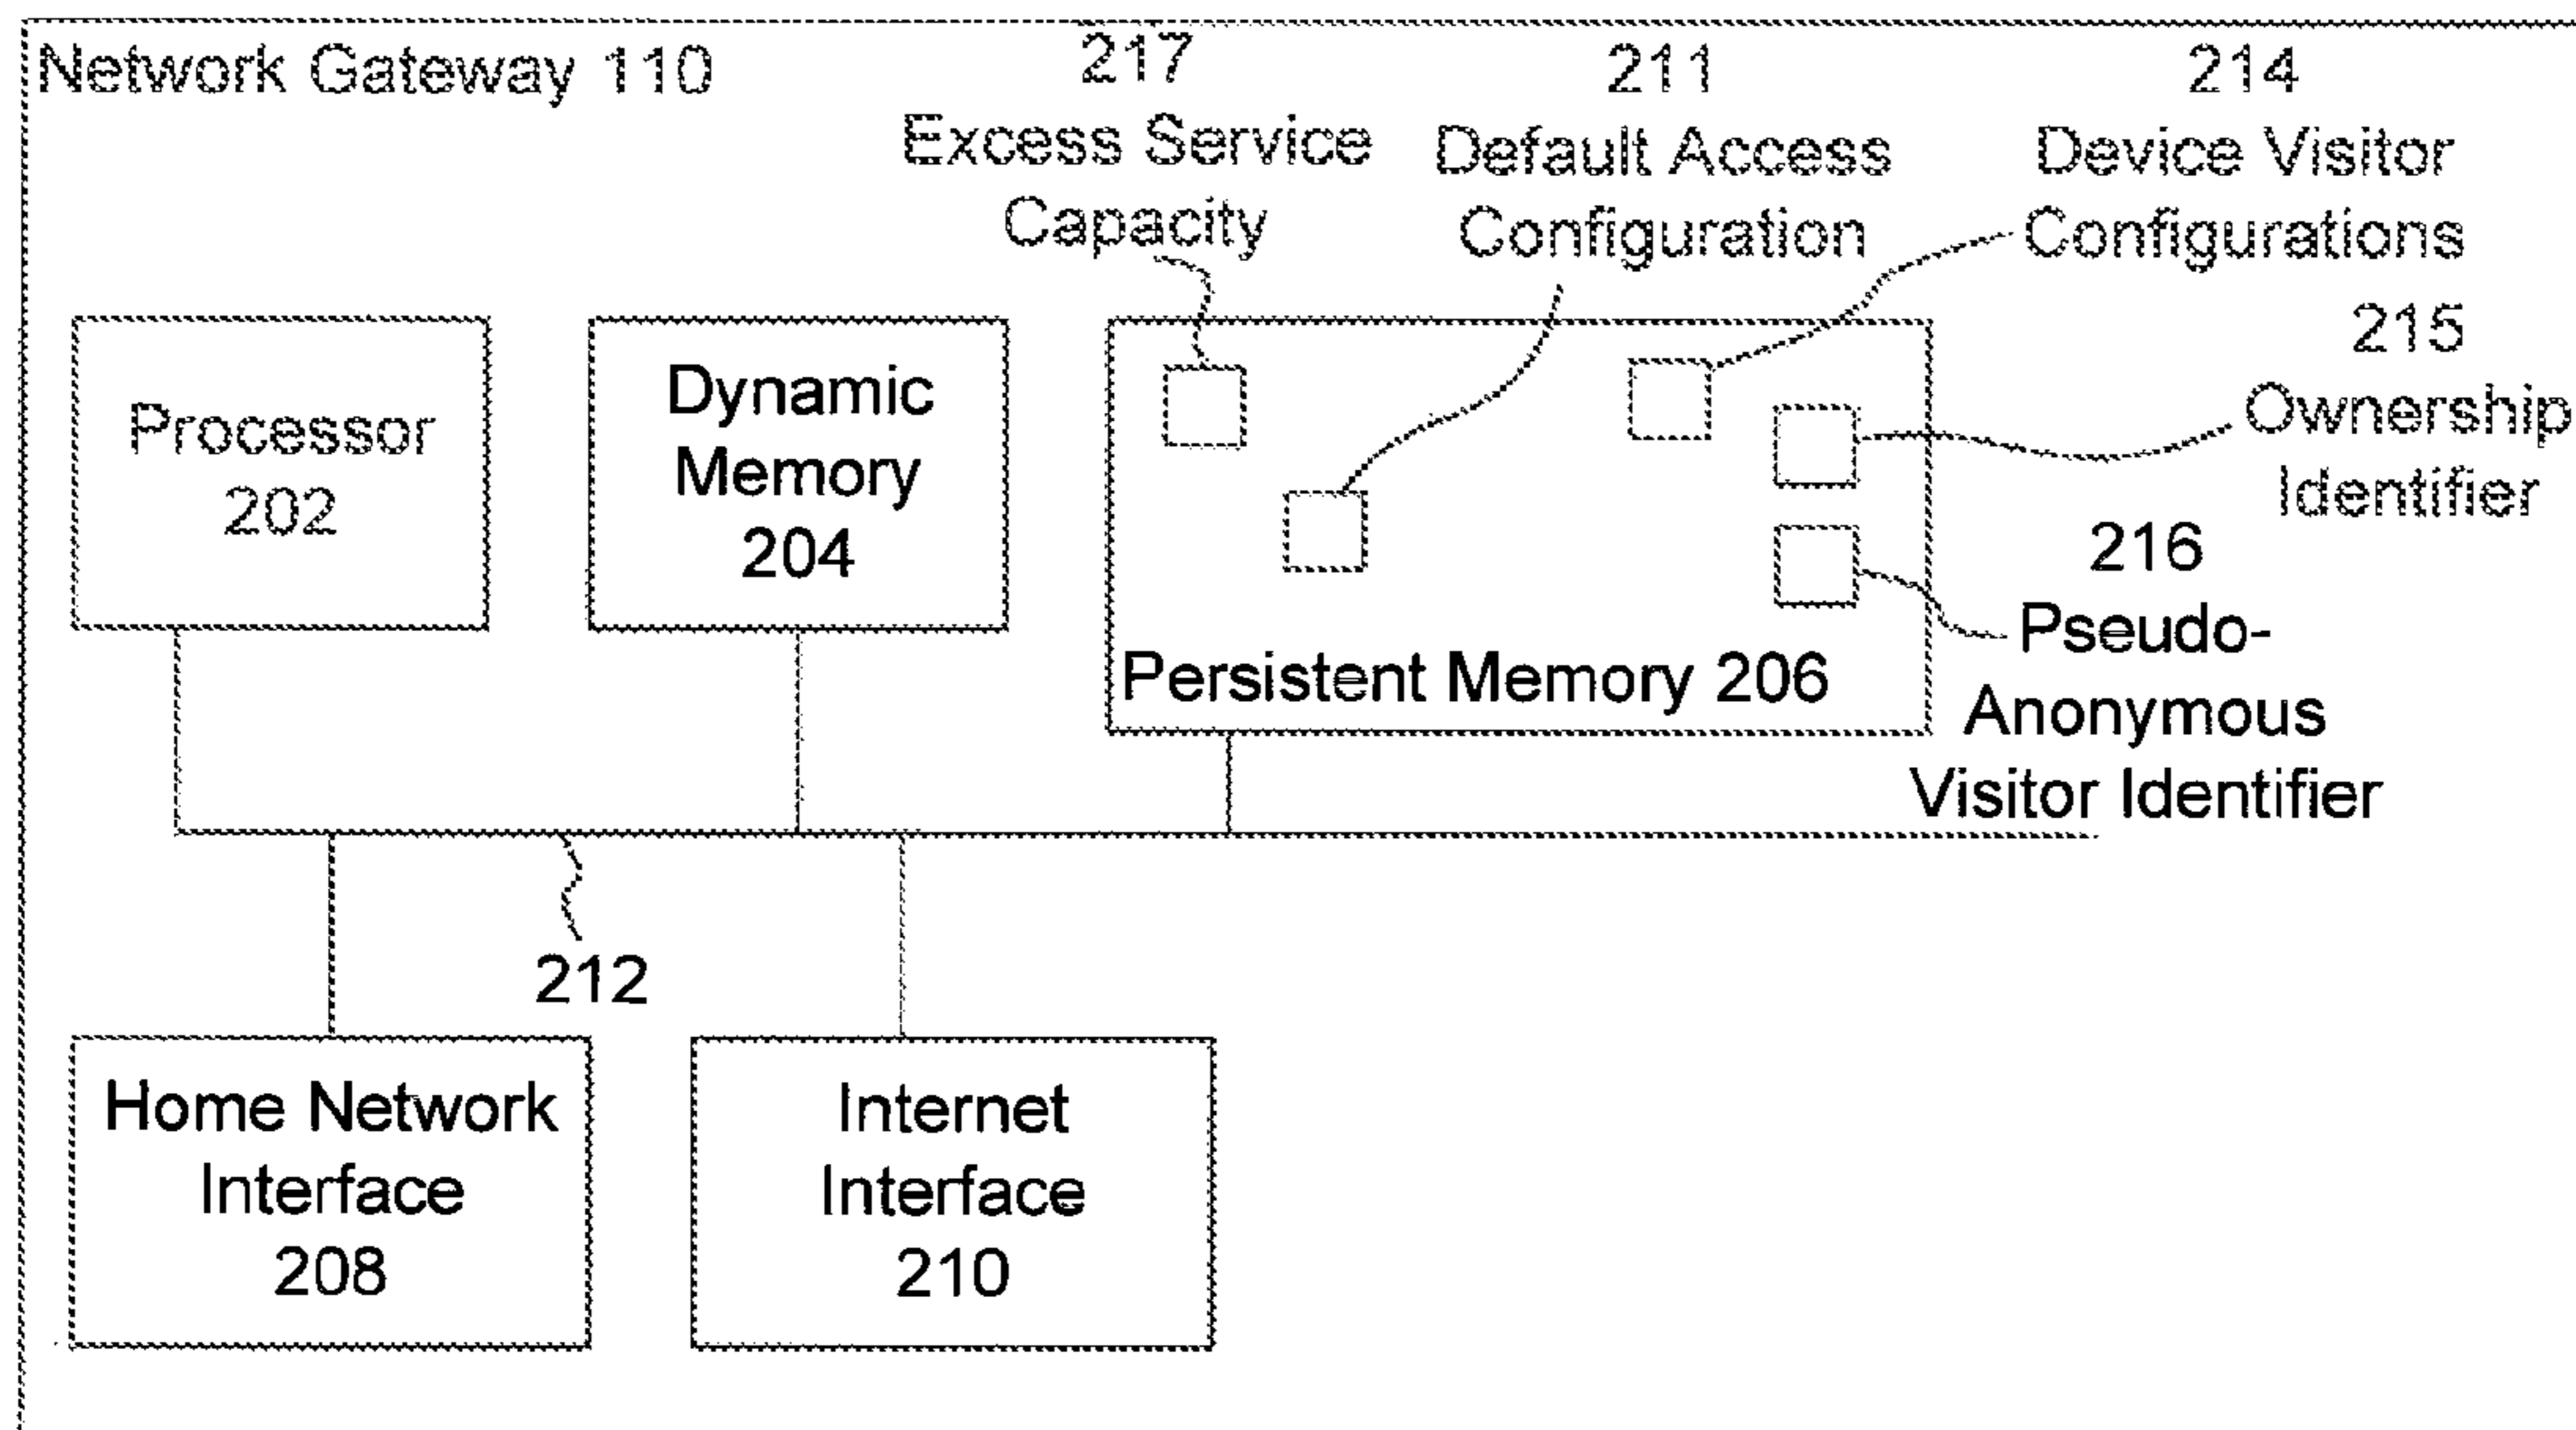 Network Gateway 110
217
Excess Service
Capacity
211
Default Access
Configuration
214
Device Visitor
Configurations
215
Ownership
Identifier
216
Pseudo-
Anonymous
Visitor Identifier
Processor
202
Dynamic
Memory
204
Persistent Memory 206
212
Home Network
Interface
208
Internet
Interface
210